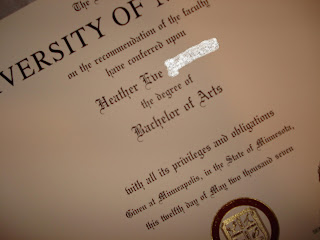 The
VERSITY OF
on the recommendation of the faculty
have conferred upon
Heather Eve
the degree of
Bachelor of Arts
with all its privileges and obligations
Given at Minneapolis, in the State of Minnesota,
this twelfth day of May two thousand seven